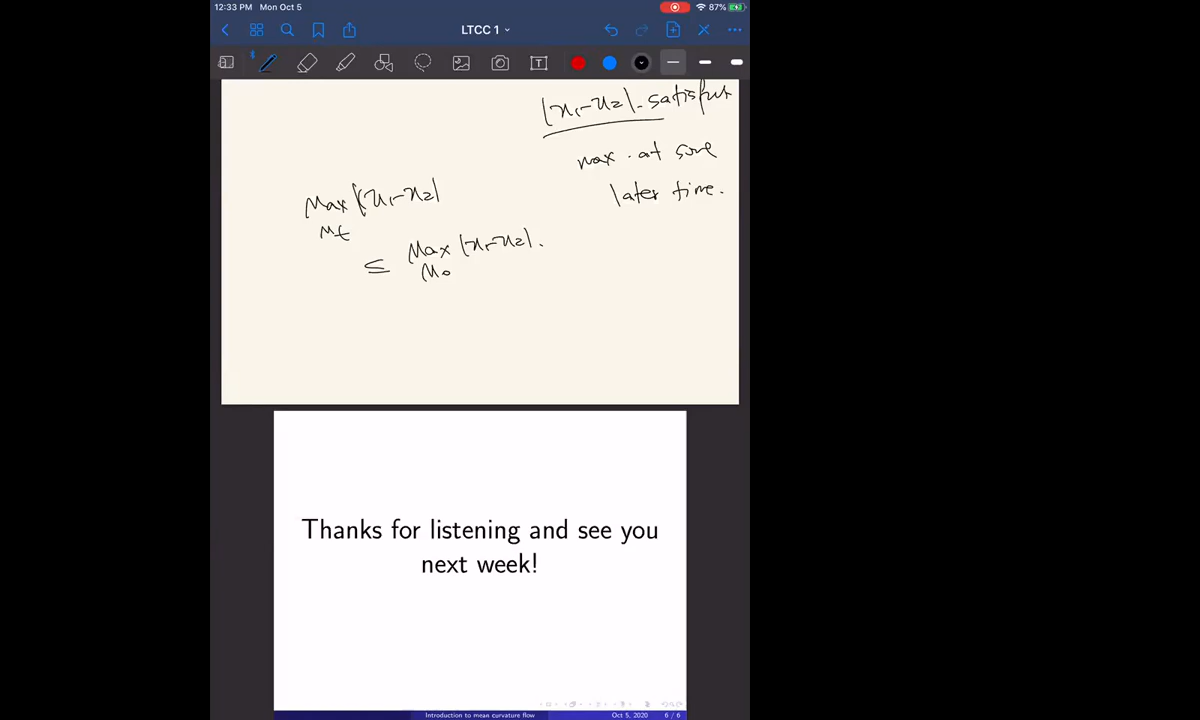 12:33 PM Mon Oct 5
87%
LTCC 1
|x₁-x₂|. satisfies
max. at some
later time.
Max |x₁-x₂|
Mt
≤ Max |x₁-x₂|.
M₀
Thanks for listening and see you
next week!
Introduction to mean curvature flow
Oct 5, 2020
6 / 6